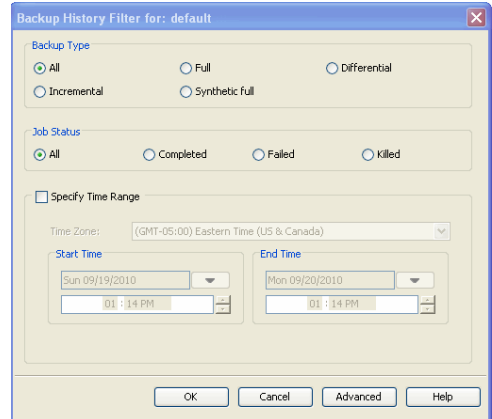 Backup History Filter for: default
Backup Type
All Full Differential
Incremental Synthetic full
Job Status
All Completed Failed Killed
Specify Time Range
Time Zone: (GMT-05:00) Eastern Time (US & Canada)
Start Time End Time
Sun 09/19/2010 Mon 09/20/2010
01 : 14 PM 01 : 14 PM
OK Cancel Advanced Help